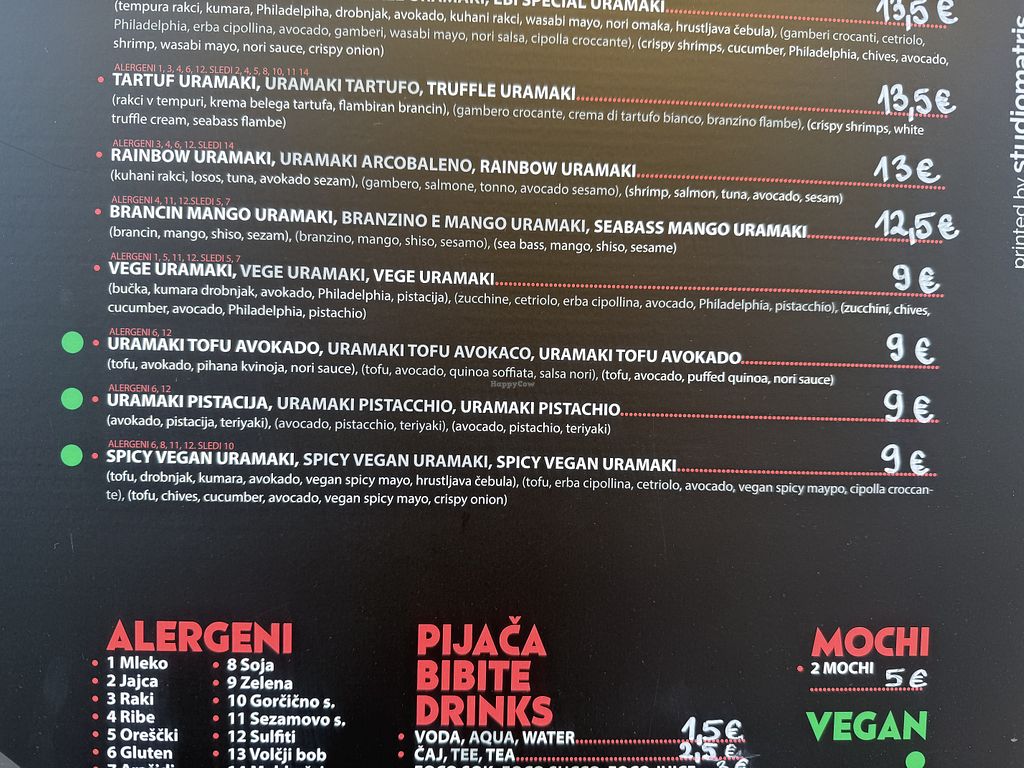 (tempura rakci, kumara, Philadelpiha, drobnjak, avokado, kuhani rakci, wasabi mayo, nori omaka, hrustljava čebula), (gamberi crocanti, cetriolo,
Philadelphia, erba cipollina, avocado, gamberi, wasabi mayo, nori salsa, cipolla croccante), (crispy shrimps, cucumber, Philadelphia, chives, avocado,
shrimp, wasabi mayo, nori sauce, crispy onion)
13,5€
ALERGENI 1, 3, 4, 6, 12. SLEDI 2, 4, 5, 8, 10, 11 14
• TARTUF URAMAKI, URAMAKI TARTUFO, TRUFFLE URAMAKI 13,5€
(rakci v tempuri, krema belega tartufa, flambiran brancin), (gambero crocante, crema di tartufo bianco, branzino flambe), (crispy shrimps, white
truffle cream, seabass flambe)
ALERGENI 3, 4, 6, 12. SLEDI 14
• RAINBOW URAMAKI, URAMAKI ARCOBALENO, RAINBOW URAMAKI 13€
(kuhani rakci, losos, tuna, avokado sezam), (gambero, salmone, tonno, avocado sesamo), (shrimp, salmon, tuna, avocado, sesam)
ALERGENI 4, 11, 12.SLEDI 5, 7
• BRANCIN MANGO URAMAKI, BRANZINO E MANGO URAMAKI, SEABASS MANGO URAMAKI 12,5€
(brancin, mango, shiso, sezam), (branzino, mango, shiso, sesamo), (sea bass, mango, shiso, sesame)
ALERGENI 1, 5, 11, 12. SLEDI 5, 7
• VEGE URAMAKI, VEGE URAMAKI, VEGE URAMAKI 9€
(bučka, kumara drobnjak, avokado, Philadelphia, pistacija), (zucchine, cetriolo, erba cipollina, avocado, Philadelphia, pistacchio), (zucchini, chives,
cucumber, avocado, Philadelphia, pistachio)
ALERGENI 6, 12
• URAMAKI TOFU AVOKADO, URAMAKI TOFU AVOKACO, URAMAKI TOFU AVOKADO 9€
(tofu, avokado, pihana kvinoja, nori sauce), (tofu, avocado, quinoa soffiata, salsa nori), (tofu, avocado, puffed quinoa, nori sauce)
HappyCow
ALERGENI 6, 12
• URAMAKI PISTACIJA, URAMAKI PISTACCHIO, URAMAKI PISTACHIO 9€
(avokado, pistacija, teriyaki), (avocado, pistacchio, teriyaki), (avocado, pistachio, teriyaki)
ALERGENI 6, 8, 11, 12. SLEDI 10
• SPICY VEGAN URAMAKI, SPICY VEGAN URAMAKI, SPICY VEGAN URAMAKI 9€
(tofu, drobnjak, kumara, avokado, vegan spicy mayo, hrustljava čebula), (tofu, erba cipollina, cetriolo, avocado, vegan spicy maypo, cipolla croccan-
te), (tofu, chives, cucumber, avocado, vegan spicy mayo, crispy onion)
ALERGENI
• 1 Mleko
• 2 Jajca
• 3 Raki
• 4 Ribe
• 5 Oreščki
• 6 Gluten
• 8 Soja
• 9 Zelena
• 10 Gorčično s.
• 11 Sezamovo s.
• 12 Sulfiti
• 13 Volčji bob
PIJAČA
BIBITE
DRINKS
• VODA, AQUA, WATER 1,5€
• ČAJ, TEE, TEA 2,5€
MOCHI
• 2 MOCHI 5€
VEGAN
printed by studiomatris